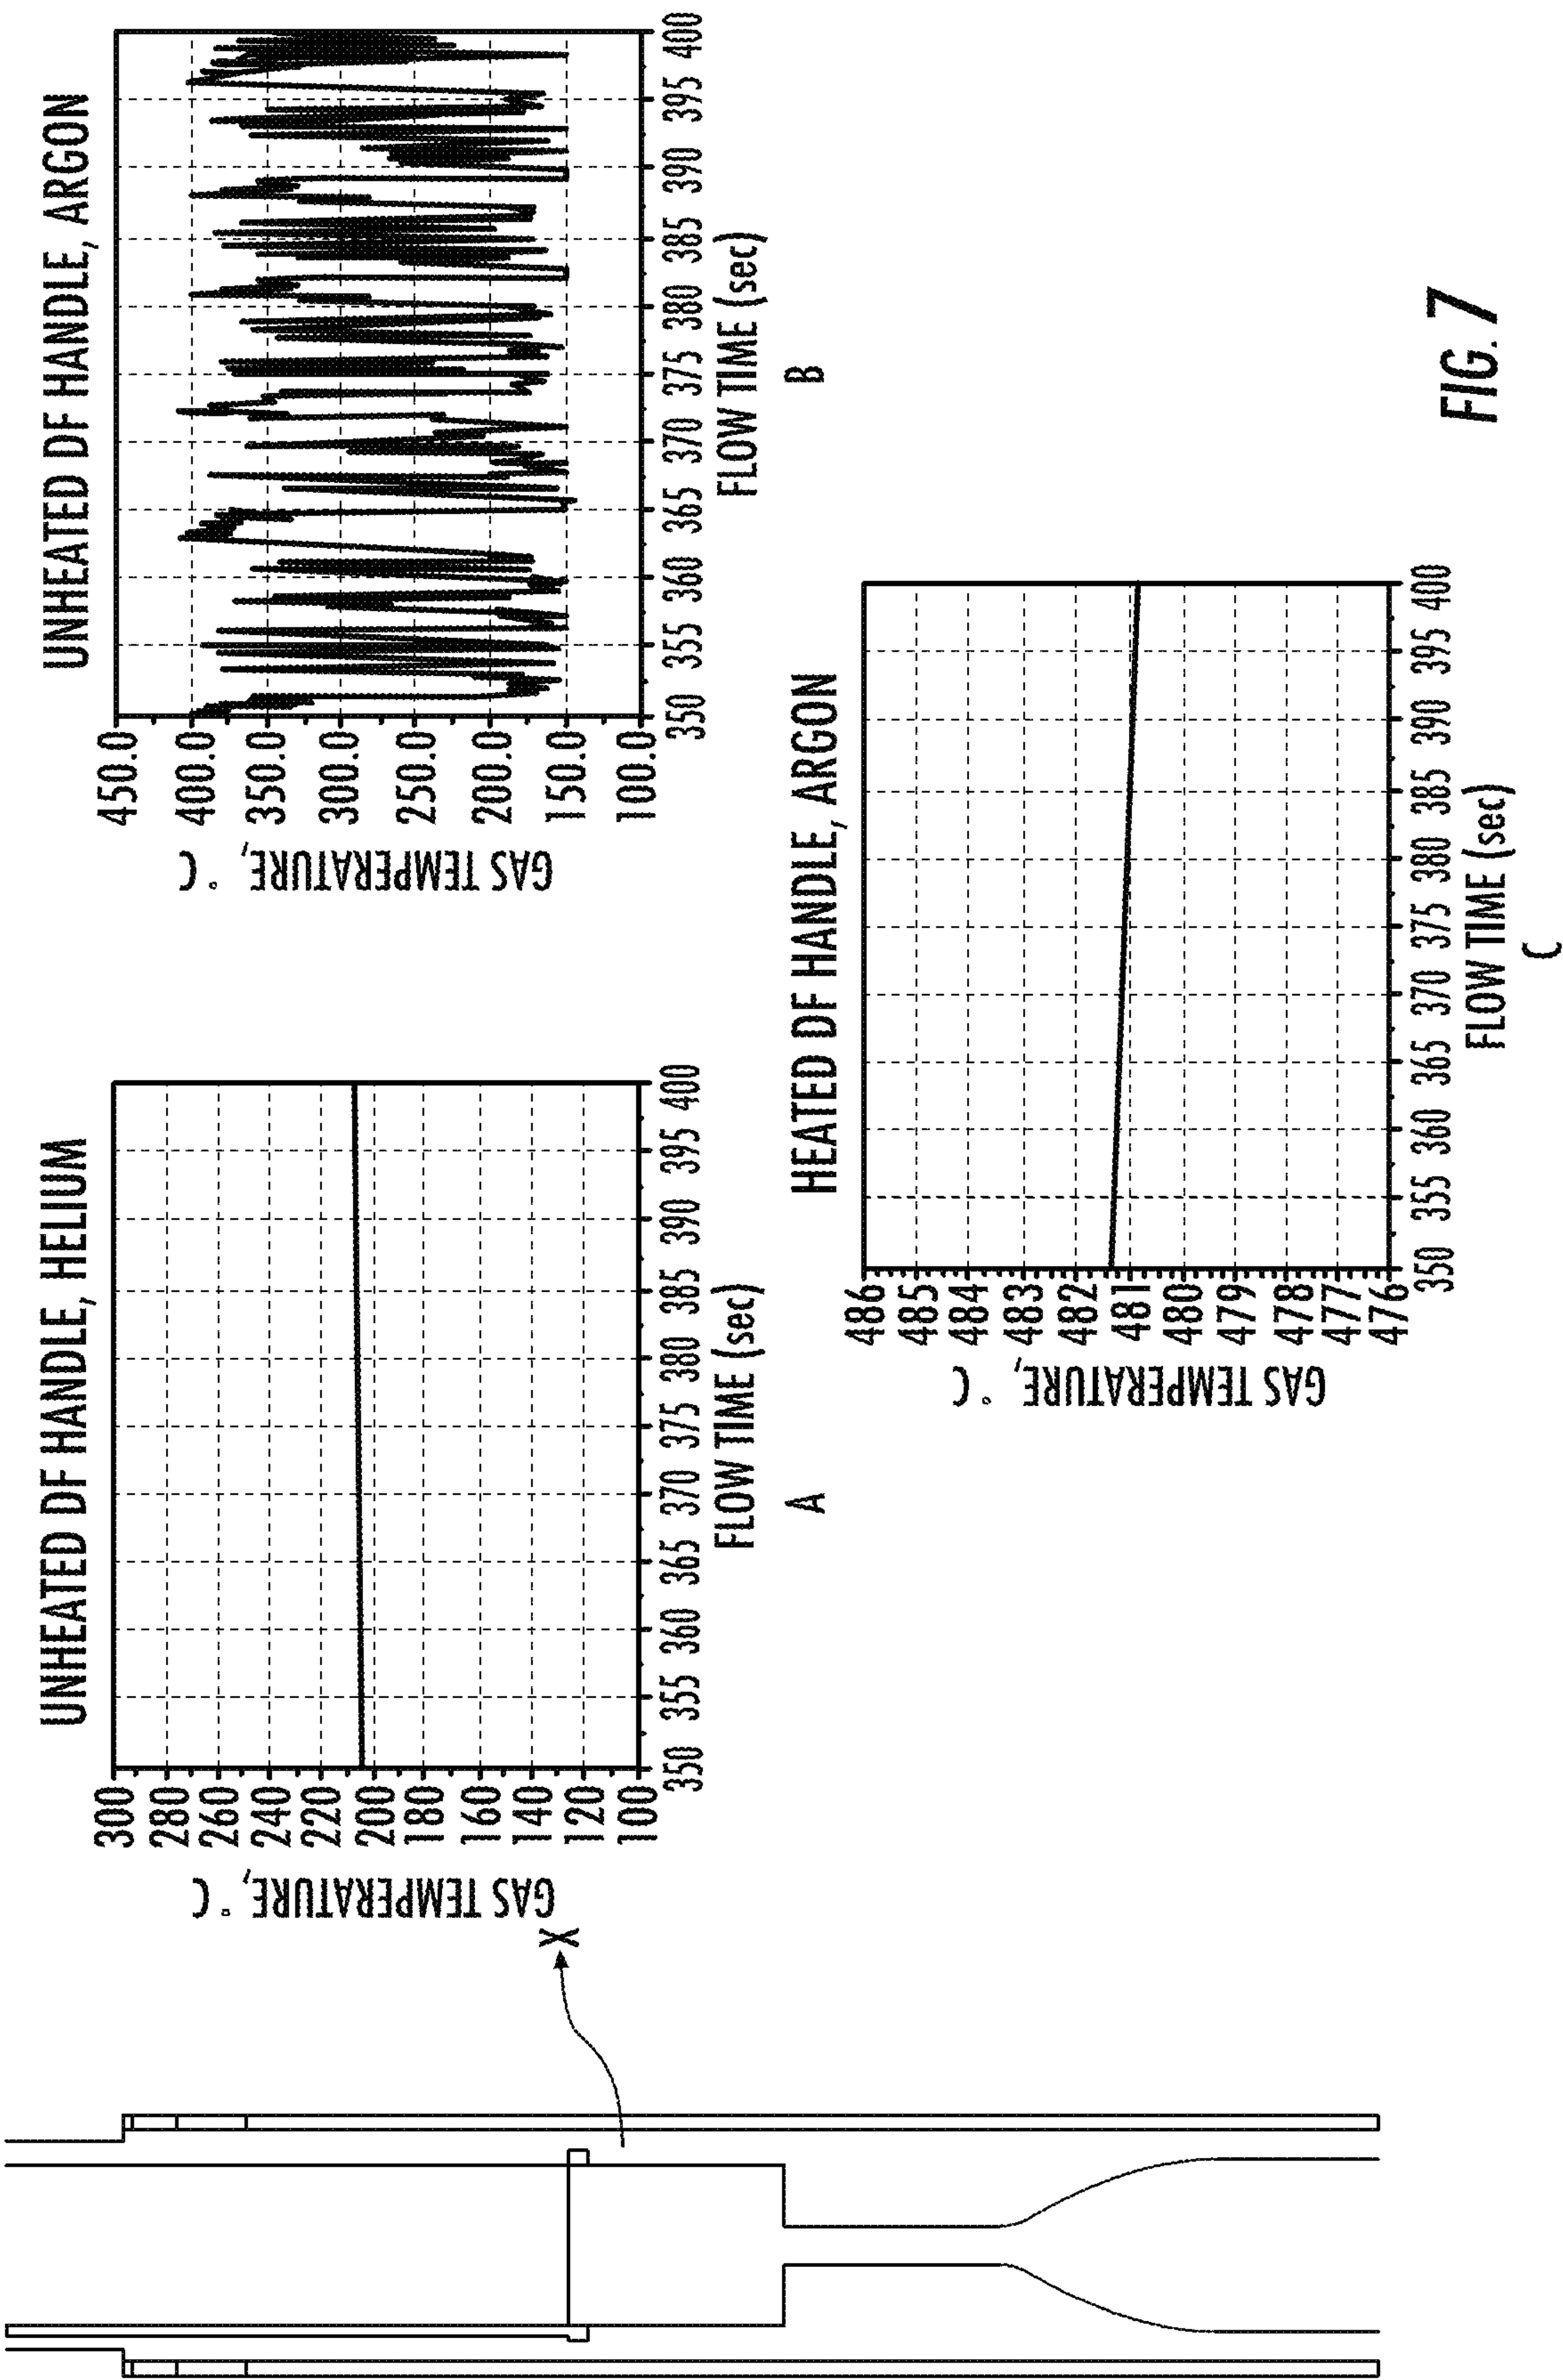 UNHEATED DF HANDLE, HELIUM
GAS TEMPERATURE, °C
300
280
260
240
220
200
180
160
140
120
100
350 355 360 365 370 375 380 385 390 395 400
FLOW TIME (sec)
A
X
UNHEATED DF HANDLE, ARGON
GAS TEMPERATURE, °C
450.0
400.0
350.0
300.0
250.0
200.0
150.0
100.0
350 355 360 365 370 375 380 385 390 395 400
FLOW TIME (sec)
B
HEATED DF HANDLE, ARGON
GAS TEMPERATURE, °C
486
485
484
483
482
481
480
479
478
477
476
350 355 360 365 370 375 380 385 390 395 400
FLOW TIME (sec)
C
FIG. 7